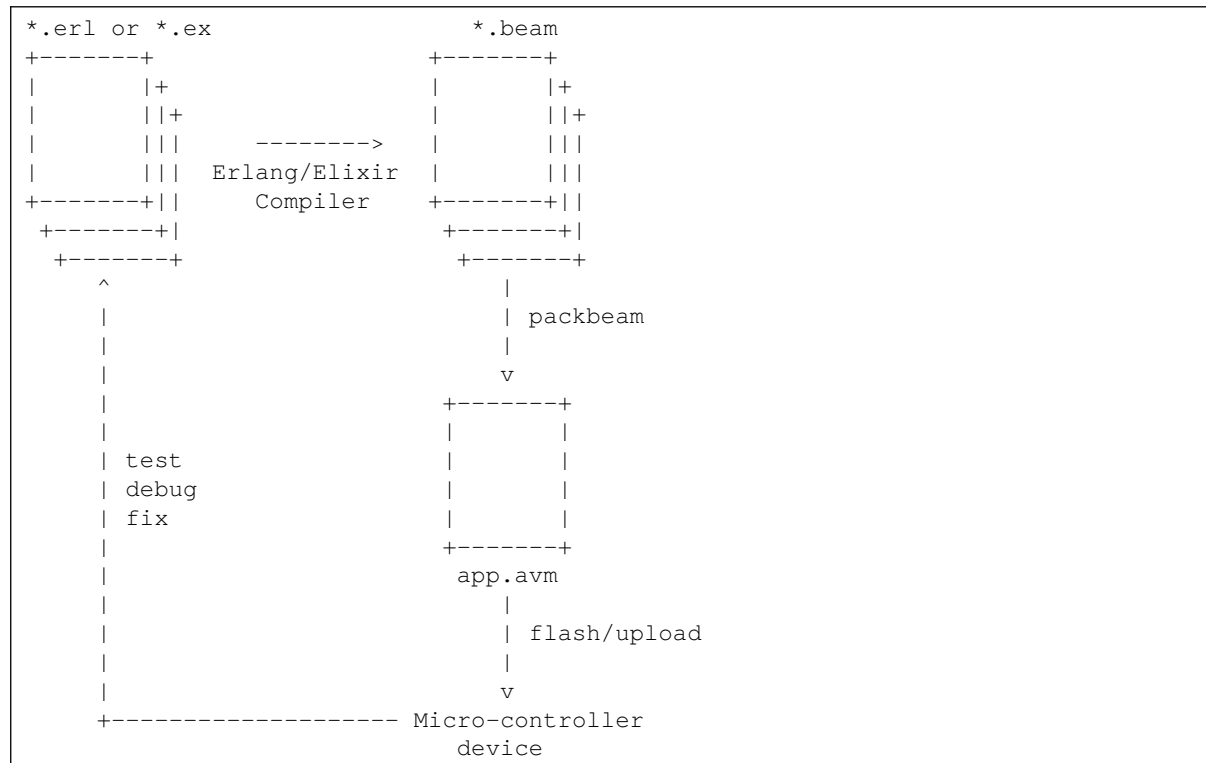 *.erl or *.ex *.beam
-------->
Erlang/Elixir
Compiler
packbeam
test
debug
fix
app.avm
flash/upload
Micro-controller
device